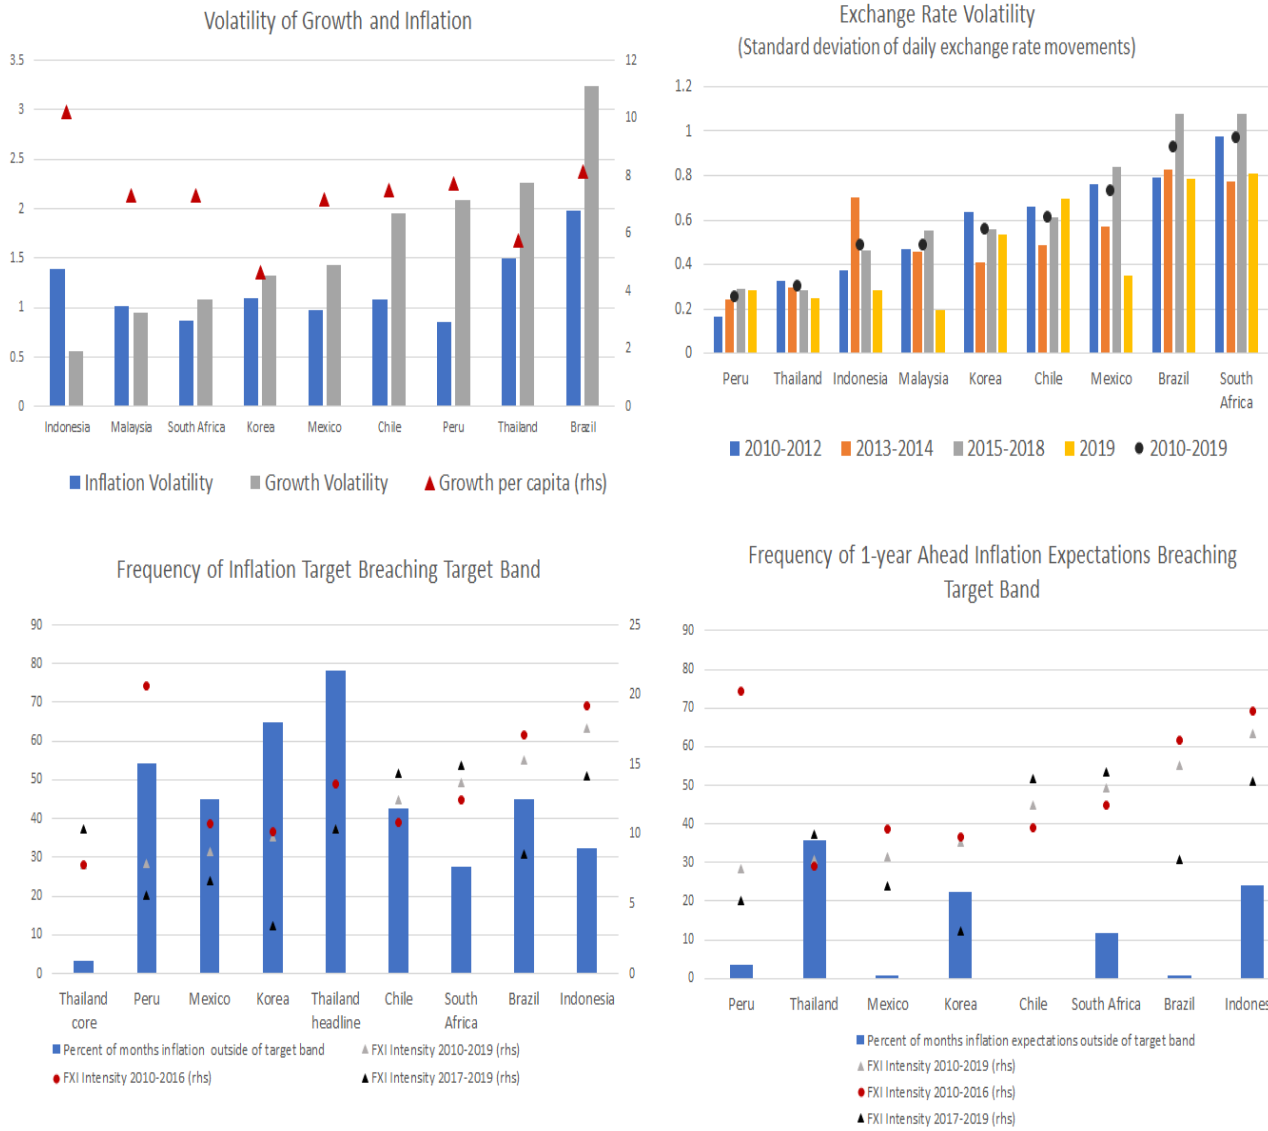 Volatility of Growth and Inflation
3.5 12
3 10
2.5 8
2 6
1.5 4
1 2
0.5 0
0
Indonesia Malaysia South Africa Korea Mexico Chile Peru Thailand Brazil
Inflation Volatility Growth Volatility Growth per capita (rhs)
Exchange Rate Volatility
(Standard deviation of daily exchange rate movements)
1.2
1
0.8
0.6
0.4
0.2
0
Peru Thailand Indonesia Malaysia Korea Chile Mexico Brazil South
Africa
2010-2012 2013-2014 2015-2018 2019 2010-2019
Frequency of Inflation Target Breaching Target Band
90 25
80 20
70 15
60 10
50 5
40 0
30
20
10
0
Thailand Peru Mexico Korea Thailand Chile South Brazil Indonesia
core headline Africa
Percent of months inflation outside of target band FXI Intensity 2010-2019 (rhs)
FXI Intensity 2010-2016 (rhs) FXI Intensity 2017-2019 (rhs)
Frequency of 1-year Ahead Inflation Expectations Breaching
Target Band
90
80
70
60
50
40
30
20
10
0
Peru Thailand Mexico Korea Chile South Africa Brazil Indones
Percent of months inflation expectations outside of target band
FXI Intensity 2010-2019 (rhs)
FXI Intensity 2010-2016 (rhs)
FXI Intensity 2017-2019 (rhs)